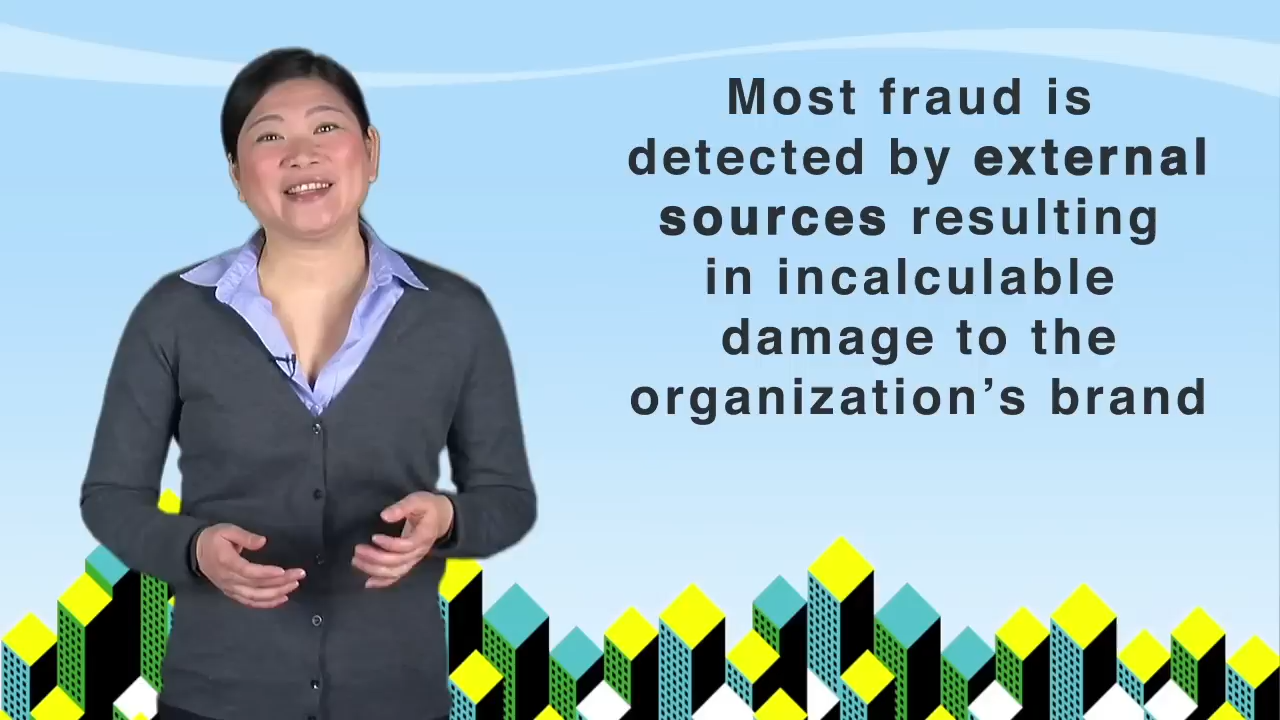 Most fraud is
detected by external
sources resulting
in incalculable
damage to the
organization’s brand